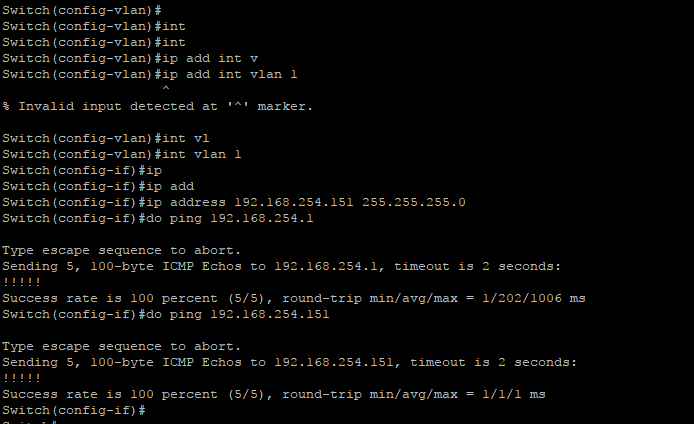 Switch(config-vlan)#
Switch(config-vlan)#int
Switch(config-vlan)#int
Switch(config-vlan)#ip add int v
Switch(config-vlan)#ip add int vlan 1
^
% Invalid input detected at '^' marker.
Switch(config-vlan)#int vl
Switch(config-vlan)#int vlan 1
Switch(config-if)#ip
Switch(config-if)#ip add
Switch(config-if)#ip address 192.168.254.151 255.255.255.0
Switch(config-if)#do ping 192.168.254.1
Type escape sequence to abort.
Sending 5, 100-byte ICMP Echos to 192.168.254.1, timeout is 2 seconds:
!!!!!
Success rate is 100 percent (5/5), round-trip min/avg/max = 1/202/1006 ms
Switch(config-if)#do ping 192.168.254.151
Type escape sequence to abort.
Sending 5, 100-byte ICMP Echos to 192.168.254.151, timeout is 2 seconds:
!!!!!
Success rate is 100 percent (5/5), round-trip min/avg/max = 1/1/1 ms
Switch(config-if)#